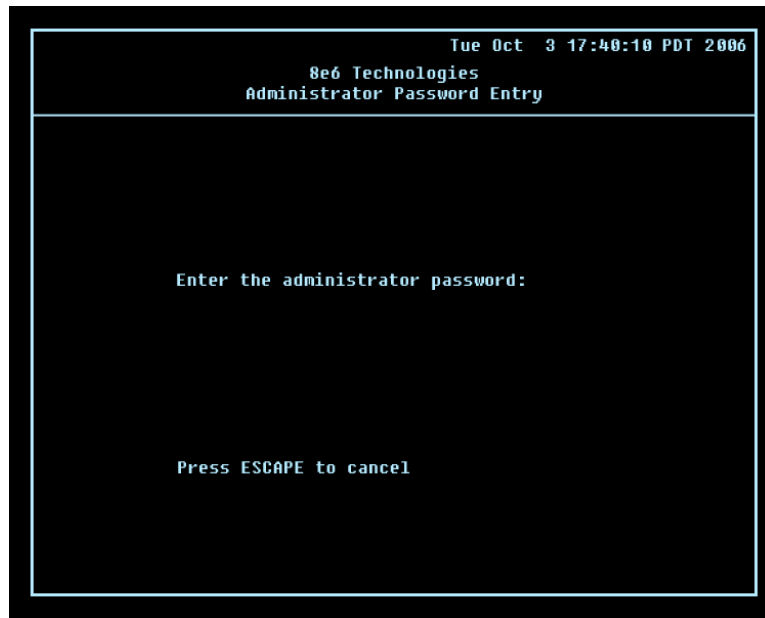 Tue Oct  3 17:40:10 PDT 2006
8e6 Technologies
Administrator Password Entry
Enter the administrator password:
Press ESCAPE to cancel